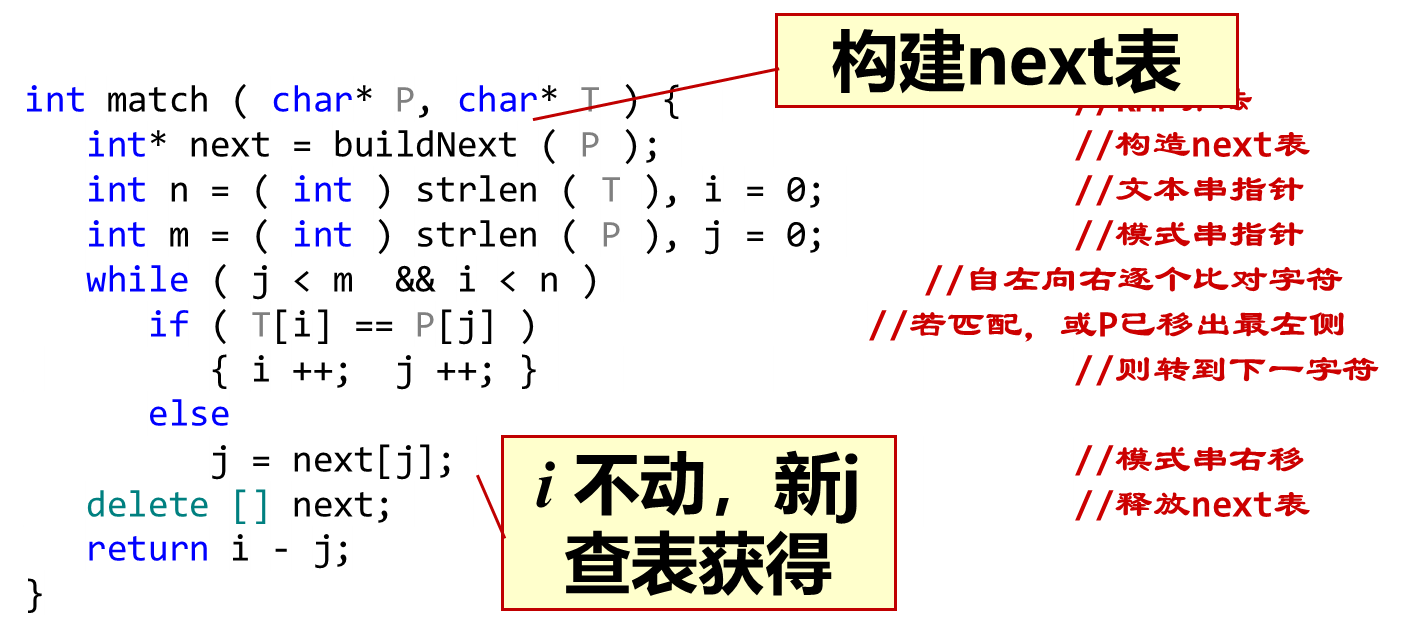 构建next表
int match ( char* P, char* T ) {
int* next = buildNext ( P ); //构造next表
int n = ( int ) strlen ( T ), i = 0; //文本串指针
int m = ( int ) strlen ( P ), j = 0; //模式串指针
while ( j < m && i < n ) //自左向右逐个比对字符
if ( T[i] == P[j] ) //若匹配，或P已移出最左侧
{ i ++; j ++; } //则转到下一字符
else
j = next[j]; //模式串右移
delete [] next; //释放next表
return i - j;
}
i 不动，新j
查表获得